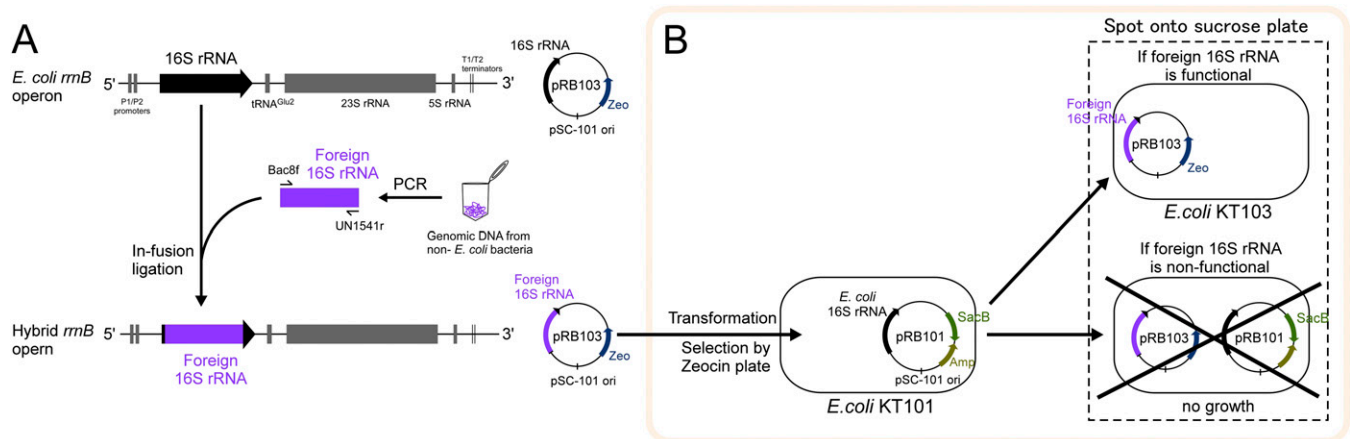 A
16S rRNA
E. coli rrnB
operon
5'
3'
P1/P2
promoters
tRNAGlu2
23S rRNA
5S rRNA
T1/T2
terminators
16S rRNA
pRB103
Zeo
pSC-101 ori
Foreign
16S rRNA
Bac8f
UN1541r
PCR
Genomic DNA from
non- E. coli bacteria
In-fusion
ligation
Hybrid rrnB
opern
5'
3'
Foreign
16S rRNA
Foreign
16S rRNA
pRB103
Zeo
pSC-101 ori
B
Transformation
Selection by
Zeocin plate
E. coli
16S rRNA
pRB101
SacB
Amp
pSC-101 ori
E.coli KT101
Spot onto sucrose plate
If foreign 16S rRNA
is functional
Foreign
16S rRNA
pRB103
Zeo
E.coli KT103
If foreign 16S rRNA
is non-functional
pRB103
pRB101
SacB
no growth